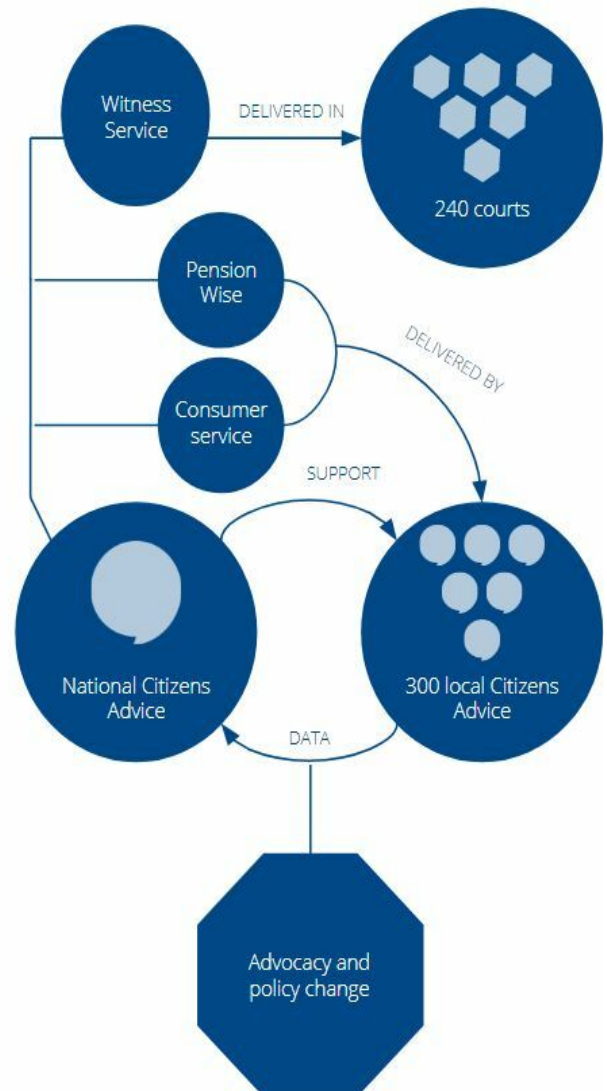 Witness
Service
DELIVERED IN
240 courts
Pension
Wise
DELIVERED BY
Consumer
service
SUPPORT
National Citizens
Advice
300 local Citizens
Advice
DATA
Advocacy and
policy change